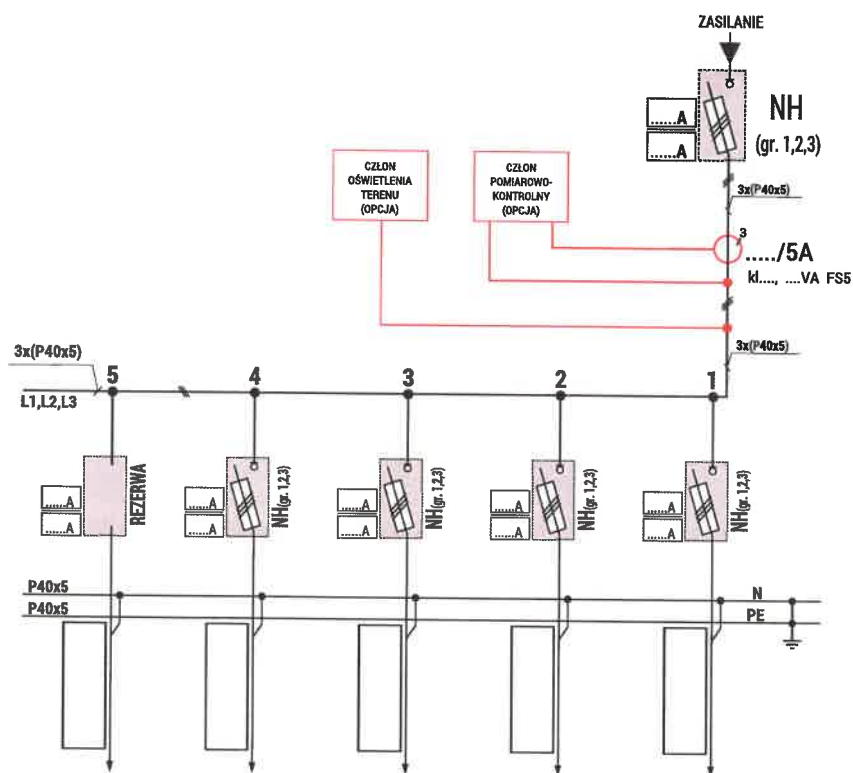 ZASILANIE
......A
......A
NH
(gr. 1,2,3)
CZŁON
OŚWIETLENIA
TERENU
(OPCJA)
CZŁON
POMIAROWO-
KONTROLNY
(OPCJA)
3x(P40x5)
3
...../5A
kl...., ....VA FS5
3x(P40x5)
3x(P40x5)
L1,L2,L3
5
4
3
2
1
......A
......A
REZERWA
......A
......A
NH(gr. 1,2,3)
......A
......A
NH(gr. 1,2,3)
......A
......A
NH(gr. 1,2,3)
......A
......A
NH(gr. 1,2,3)
P40x5
N
P40x5
PE